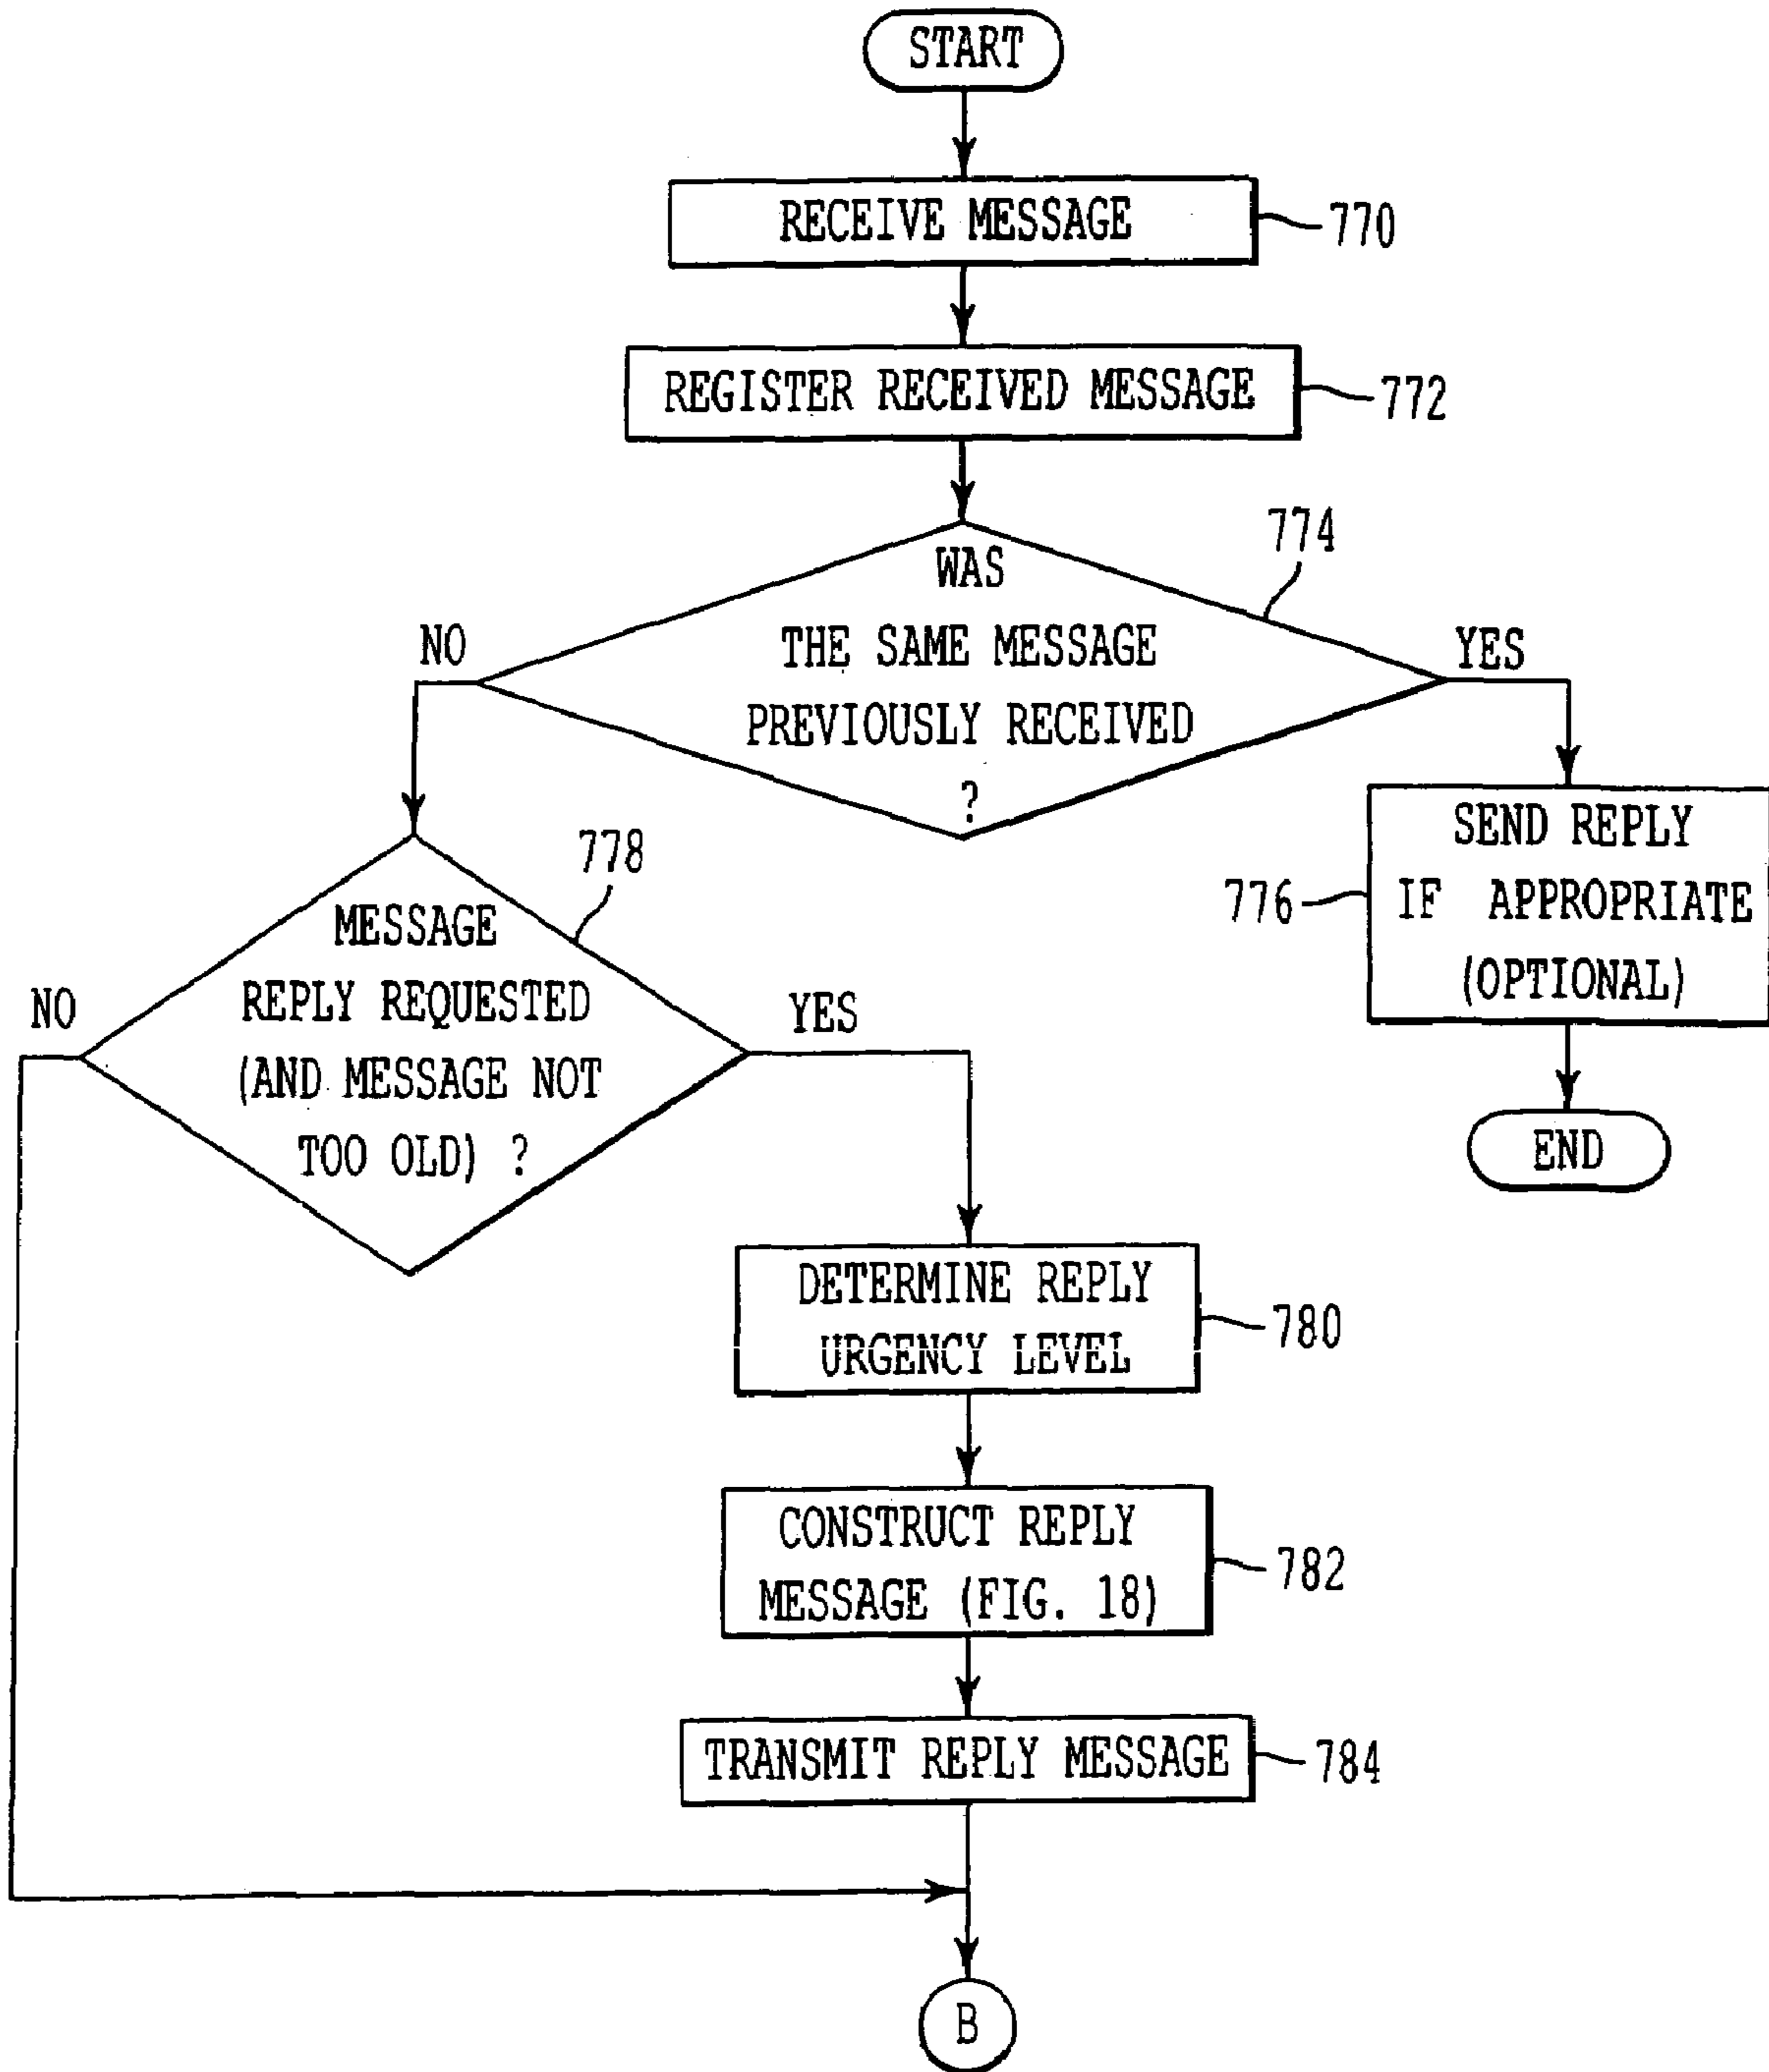 START
RECEIVE MESSAGE
770
REGISTER RECEIVED MESSAGE
772
774
WAS
THE SAME MESSAGE
PREVIOUSLY RECEIVED
?
NO
YES
778
MESSAGE
REPLY REQUESTED
(AND MESSAGE NOT
TOO OLD) ?
NO
YES
776
SEND REPLY
IF APPROPRIATE
(OPTIONAL)
END
DETERMINE REPLY
URGENCY LEVEL
780
CONSTRUCT REPLY
MESSAGE (FIG. 18)
782
TRANSMIT REPLY MESSAGE
784
B